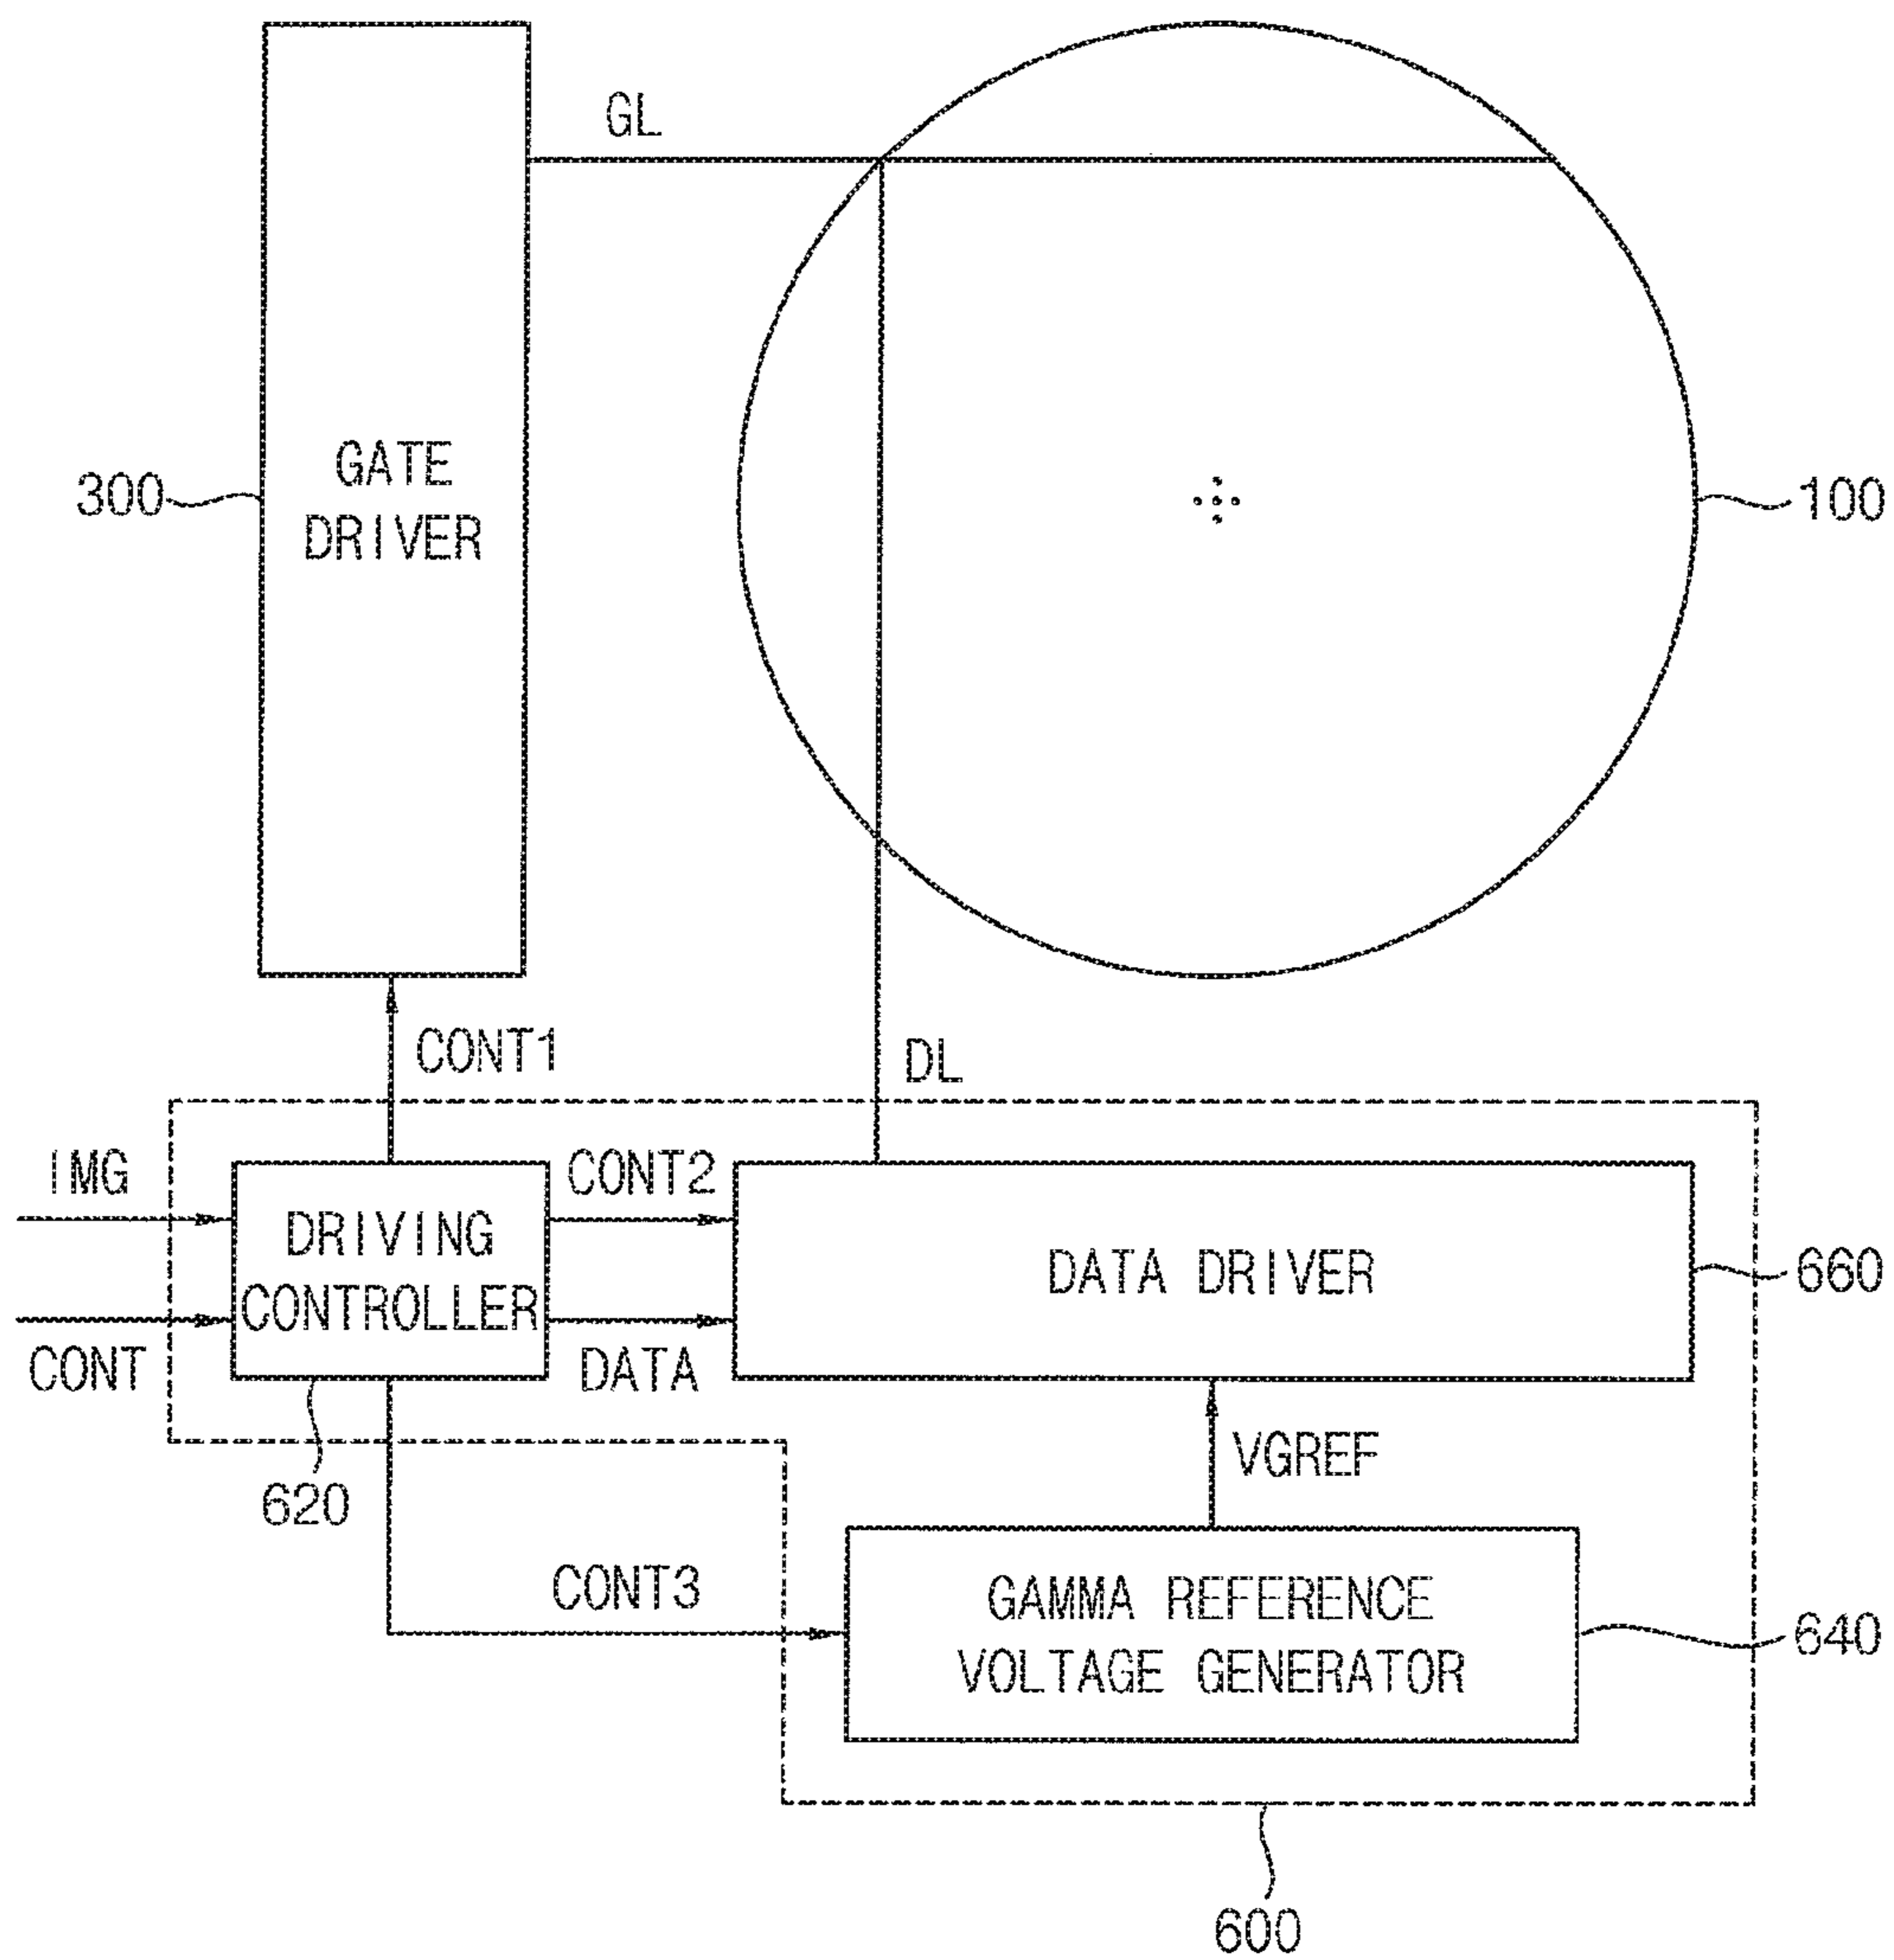 GL
GATE
DRIVER
300
100
CONT1
DL
IMG
CONT2
DRIVING
CONTROLLER
DATA DRIVER
660
CONT
DATA
VGREF
620
CONT3
GAMMA REFERENCE
VOLTAGE GENERATOR
640
600